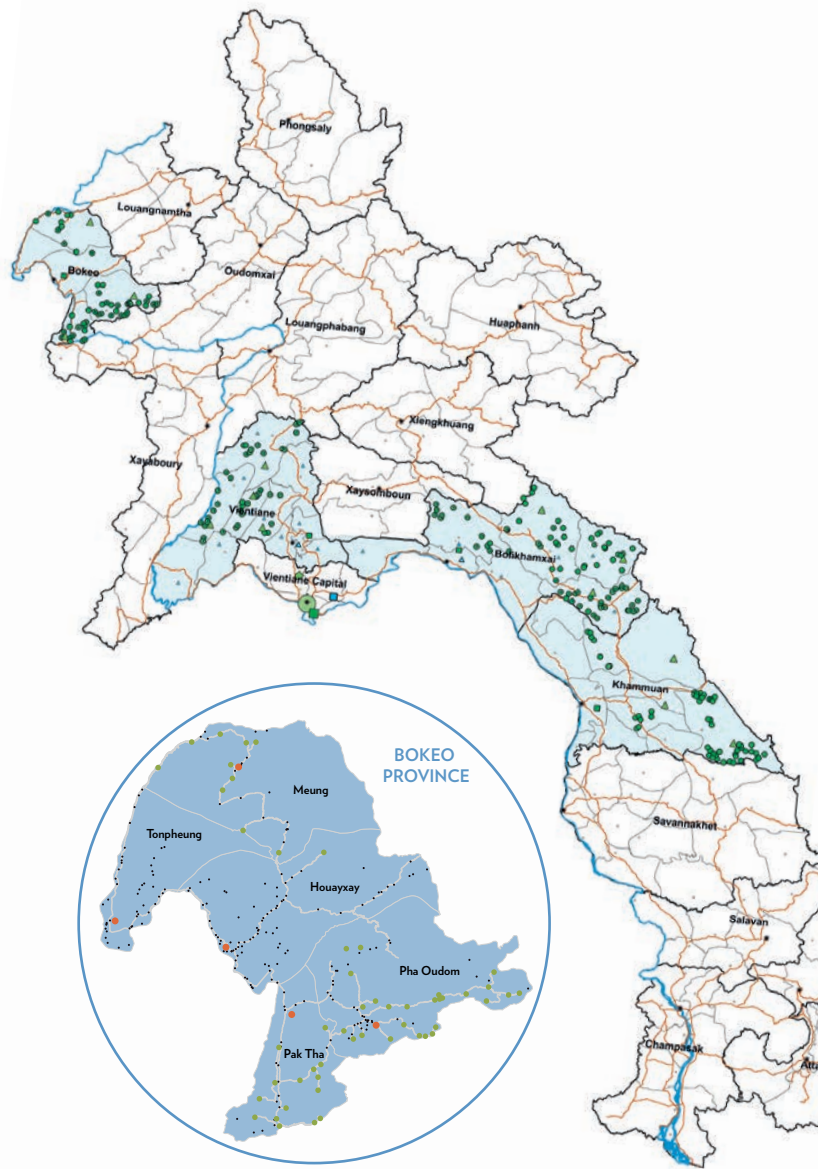 Phongsaly
Louangnamtha
Bokeo
Oudomxai
Louangphabang
Huaphanh
Xiengkhuang
Xayaboury
Xaysomboun
Vientiane
Bolikhamxai
Vientiane Capital
Khammuan
BOKEO
PROVINCE
Meung
Tonpheung
Houayxay
Pha Oudom
Pak Tha
Savannakhet
Salavan
Champasak
Atta